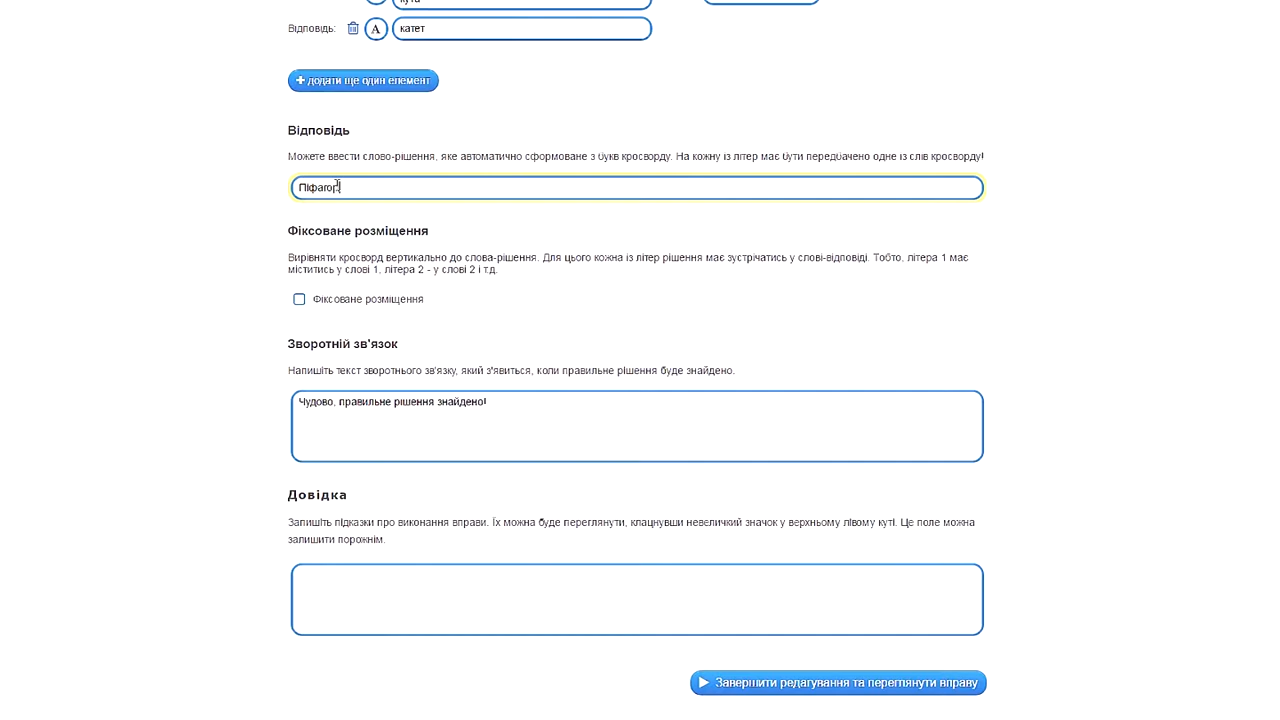 кути
Відповідь: A катет
+ додати ще один елемент
Відповідь
Можете ввести слово-рішення, яке автоматично сформоване з букв кросворду. На кожну із літер має бути передбачено одне із слів кросворду!
Піфагор
Фіксоване розміщення
Вирівняти кросворд вертикально до слова-рішення. Для цього кожна із літер рішення має зустрічатись у слові-відповіді. Тобто, літера 1 має
міститись у слові 1, літера 2 - у слові 2 і т.д.
Фіксоване розміщення
Зворотній зв'язок
Напишіть текст зворотнього зв'язку, який з'явиться, коли правильне рішення буде знайдено.
Чудово, правильне рішення знайдено!
Довідка
Запишіть підказки про виконання вправи. Їх можна буде переглянути, клацнувши невеличкий значок у верхньому лівому куті. Це поле можна
залишити порожнім.
Завершити редагування та переглянути вправу